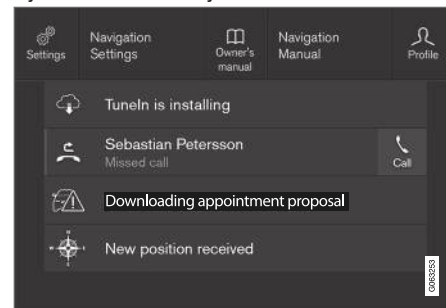 Settings
Navigation
Settings
Owner's
manual
Navigation
Manual
Profile
TuneIn is installing
Sebastian Petersson
Missed call
Call
Downloading appointment proposal
New position received
G063253